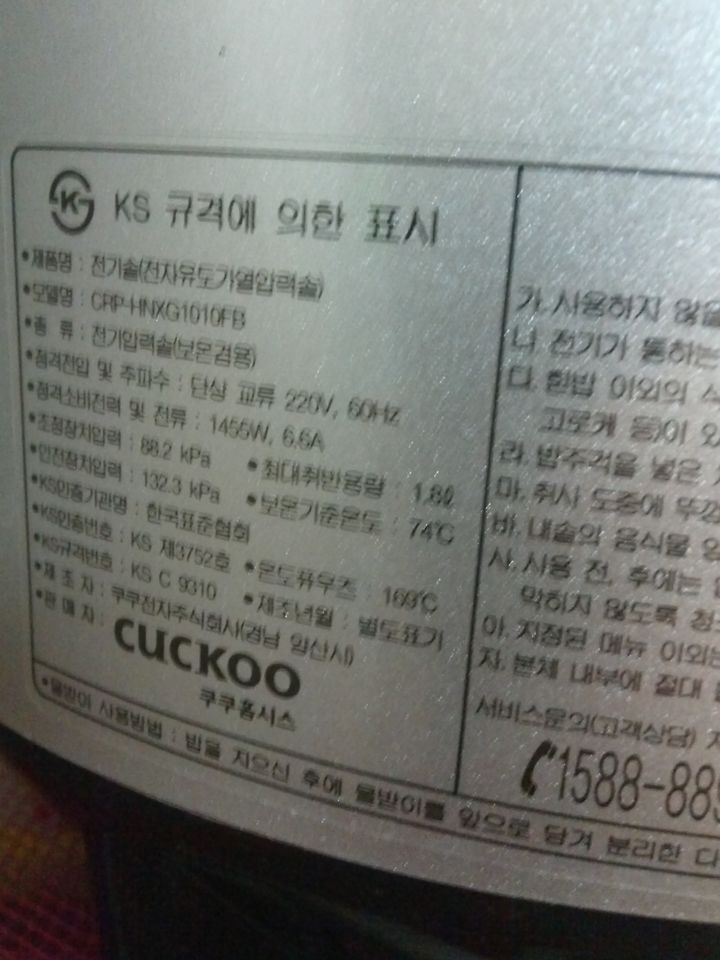 KS 규격에 의한 표시
•제품명 : 전기솥(전자유도가열압력솥)
•모델명 : CRP-HNXG1010FB
•종 류 : 전기압력솥(보온겸용)
•정격전압 및 주파수 : 단상 교류 220V, 60Hz
•정격소비전력 및 전류 : 1455W, 6.6A
•조정장치압력 : 88.2 kPa •최대취반용량 : 1.8ℓ
•안전장치압력 : 132.3 kPa •보온기준온도 : 74℃
•KS인증기관명 : 한국표준협회
•KS인증번호 : KS 제3752호 •온도퓨우즈 : 169℃
•KS규격번호 : KS C 9310 •제조년월 : 별도표기
•제 조 자 : 쿠쿠전자주식회사(경남 양산시)
•판 매 자 : CUCKOO
쿠쿠홈시스
가. 사용하지 않을
나. 전기가 통하는
다. 흰밥 이외의
고로케 등)이
라. 밥주걱을 넣은
마. 취사 도중에 뚜껑
바. 내솥의 음식물
사. 사용 전, 후에는
막히지 않도록 청
아. 지정된 메뉴 이외는
자. 본체 내부에 절대
서비스문의(고객상담)
1588-88
•물받이 사용방법 : 밥을 지으신 후에 물받이를 앞으로 당겨 분리한 다